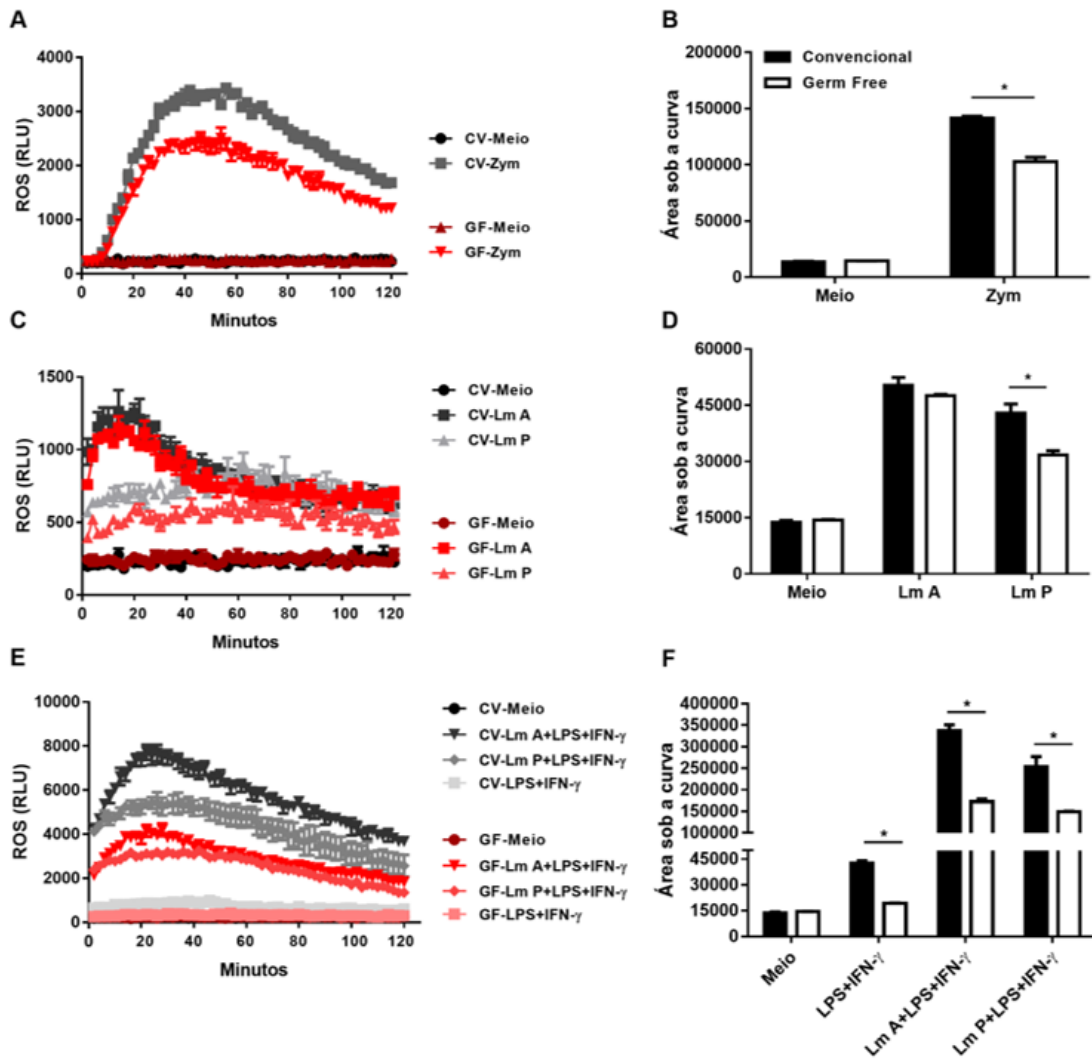 A
ROS (RLU)
4000
3000
2000
1000
0
0 20 40 60 80 100 120
Minutos
CV-Meio
CV-Zym
GF-Meio
GF-Zym
B
Área sob a curva
200000
150000
100000
50000
0
Convencional
Germ Free
*
Meio Zym
C
ROS (RLU)
1500
1000
500
0
0 20 40 60 80 100 120
Minutos
CV-Meio
CV-Lm A
CV-Lm P
GF-Meio
GF-Lm A
GF-Lm P
D
Área sob a curva
60000
45000
30000
15000
0
*
Meio Lm A Lm P
E
ROS (RLU)
10000
8000
6000
4000
2000
0
0 20 40 60 80 100 120
Minutos
CV-Meio
CV-Lm A+LPS+IFN-γ
CV-Lm P+LPS+IFN-γ
CV-LPS+IFN-γ
GF-Meio
GF-Lm A+LPS+IFN-γ
GF-Lm P+LPS+IFN-γ
GF-LPS+IFN-γ
F
Área sob a curva
400000
350000
300000
250000
200000
150000
100000
45000
30000
15000
0
*
*
*
Meio
LPS+IFN-γ
Lm A+LPS+IFN-γ
Lm P+LPS+IFN-γ